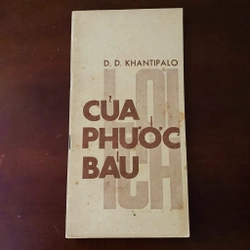 D. D. KHANTIPALO
LỢI
CỦA
PHƯỚC
BÁU
ÍCH